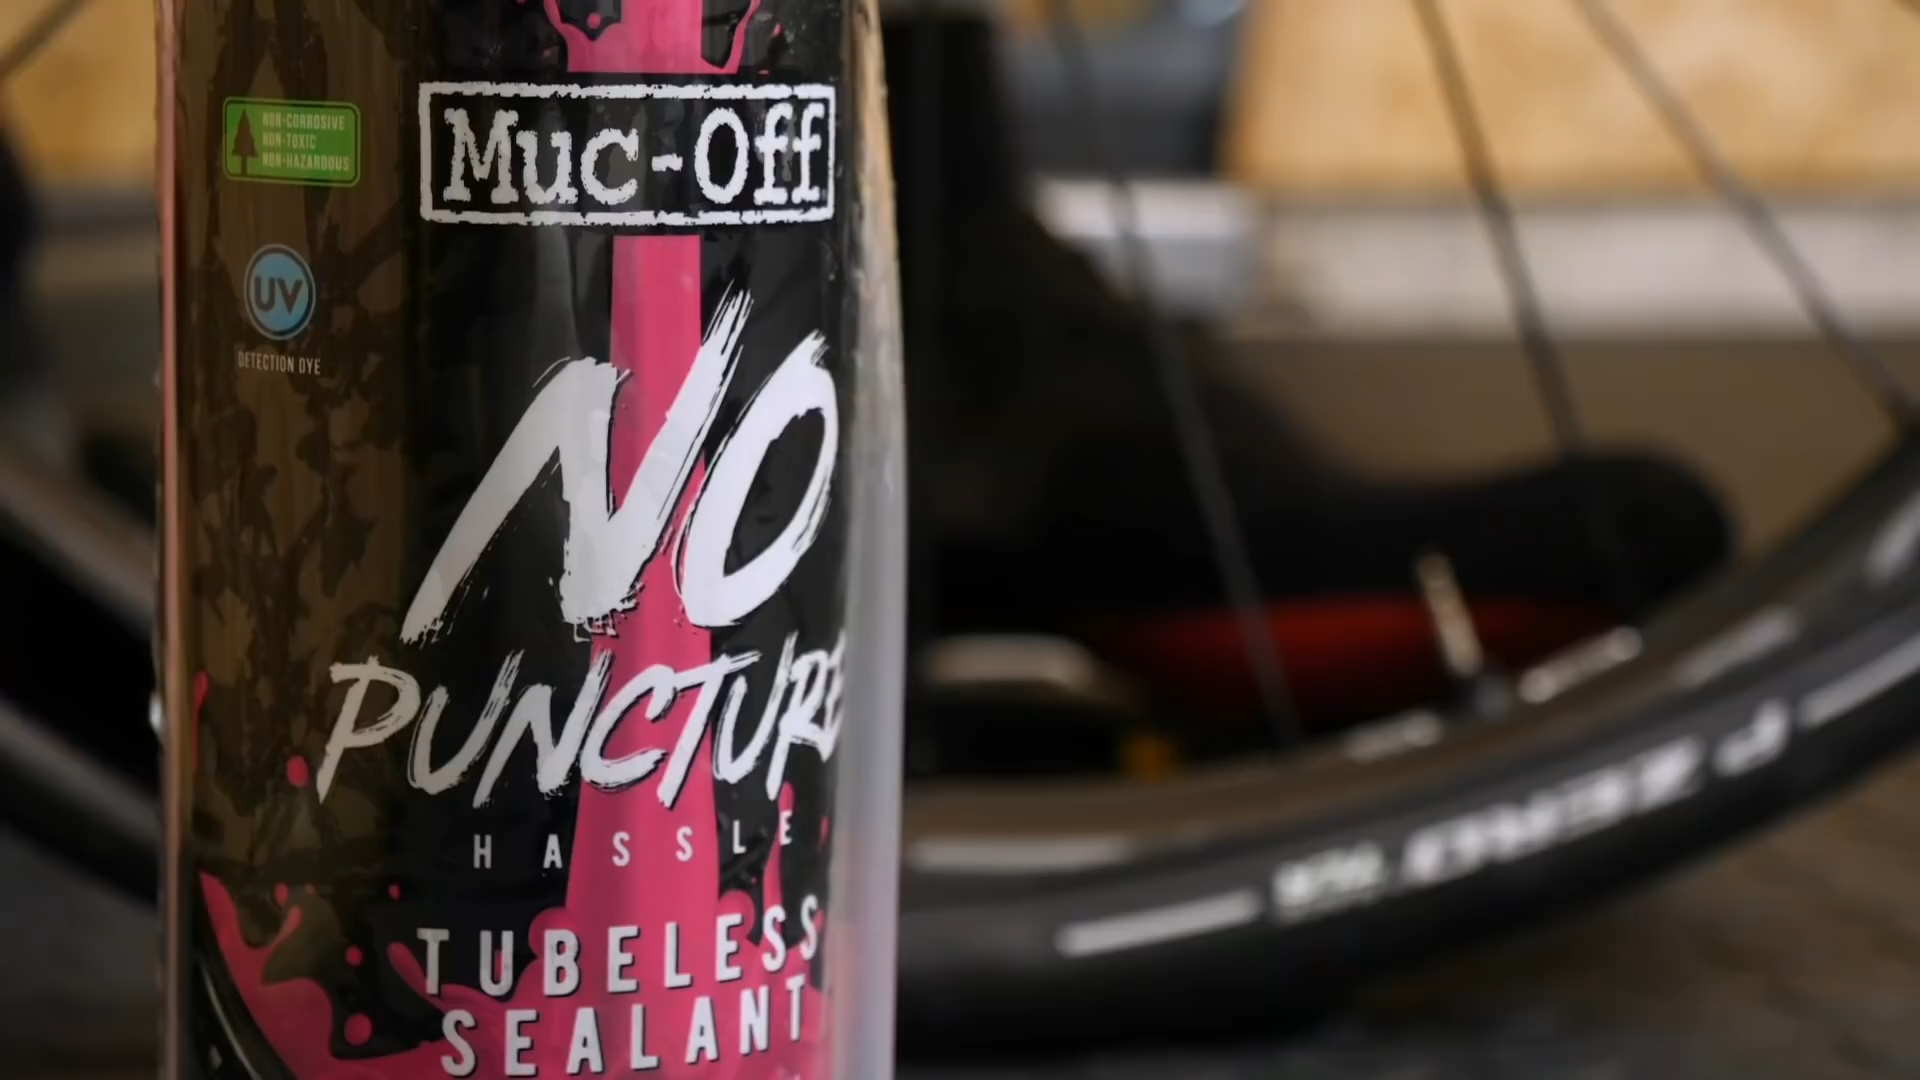 NON-CORROSIVE
NON-TOXIC
NON-HAZARDOUS
Muc-Off
UV
DETECTION DYE
NO
PUNCTURE
HASSLE
TUBELESS
SEALANT